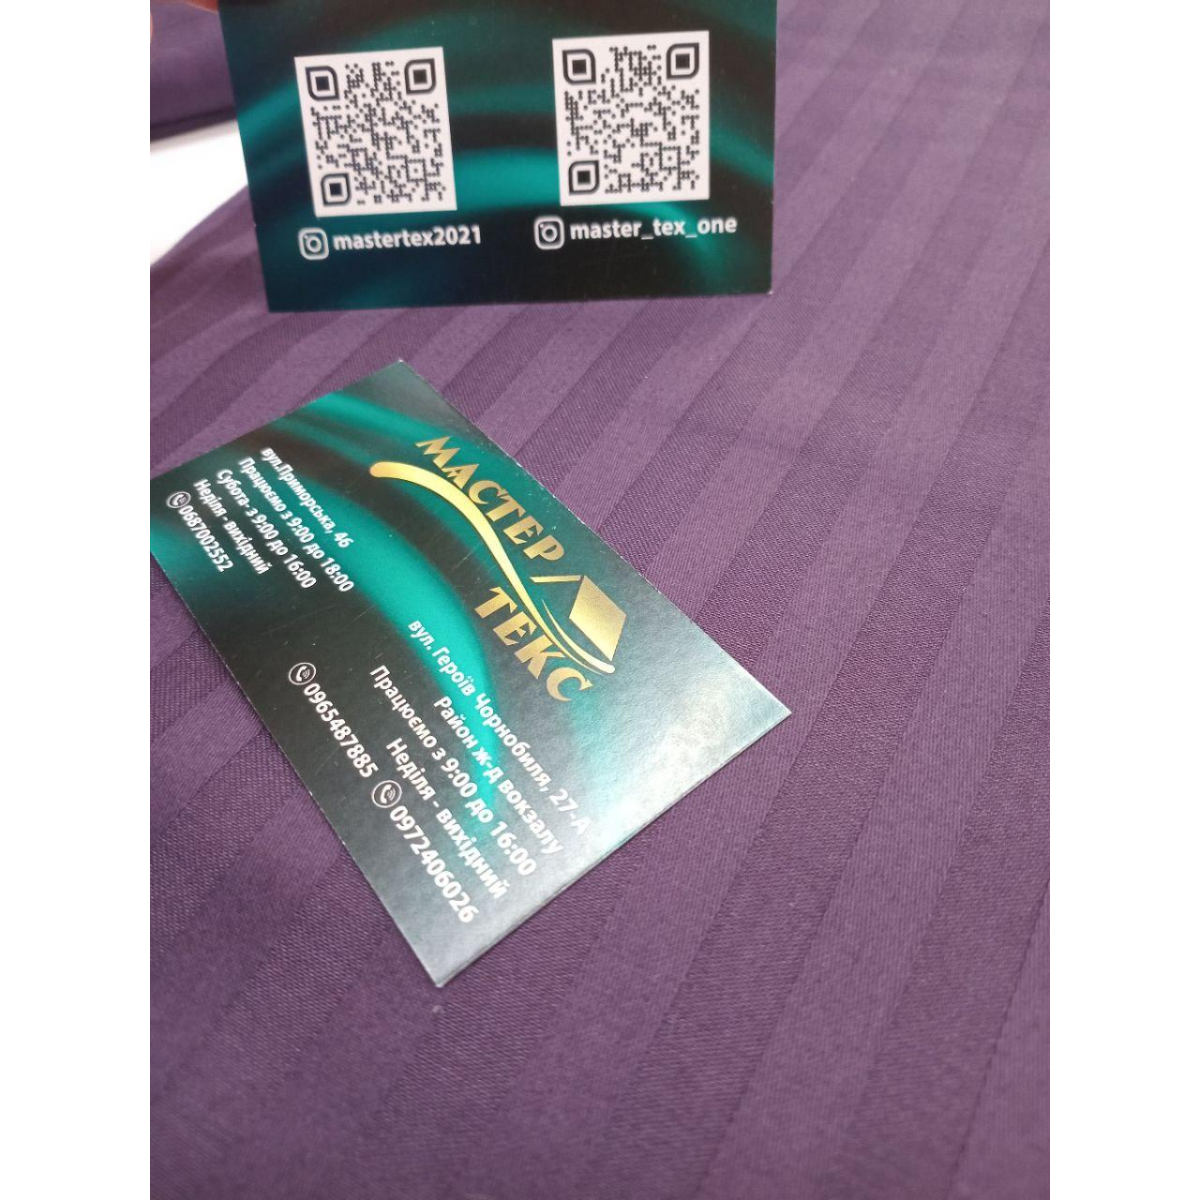 mastertex2021
master_tex_one
МАСТЕР
ТЕКС
вул.Приморська, 46
Працюємо з 9:00 до 18:00
Субота- з 9:00 до 16:00
Неділя - вихідний
0687002552
вул. Героїв Чорнобиля, 27-А
Район ж-д вокзалу
Працюємо з 9:00 до 16:00
Неділя - вихідний
0965487885 0972406026